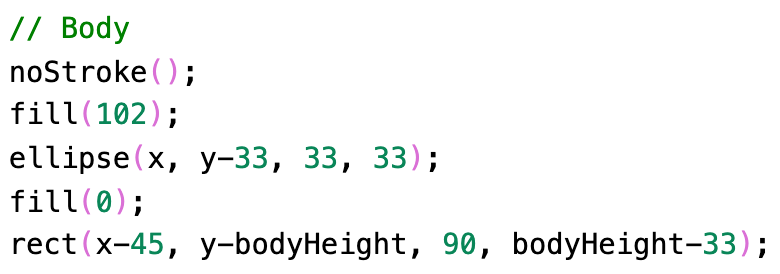 // Body
noStroke();
fill(102);
ellipse(x, y-33, 33, 33);
fill(0);
rect(x-45, y-bodyHeight, 90, bodyHeight-33);